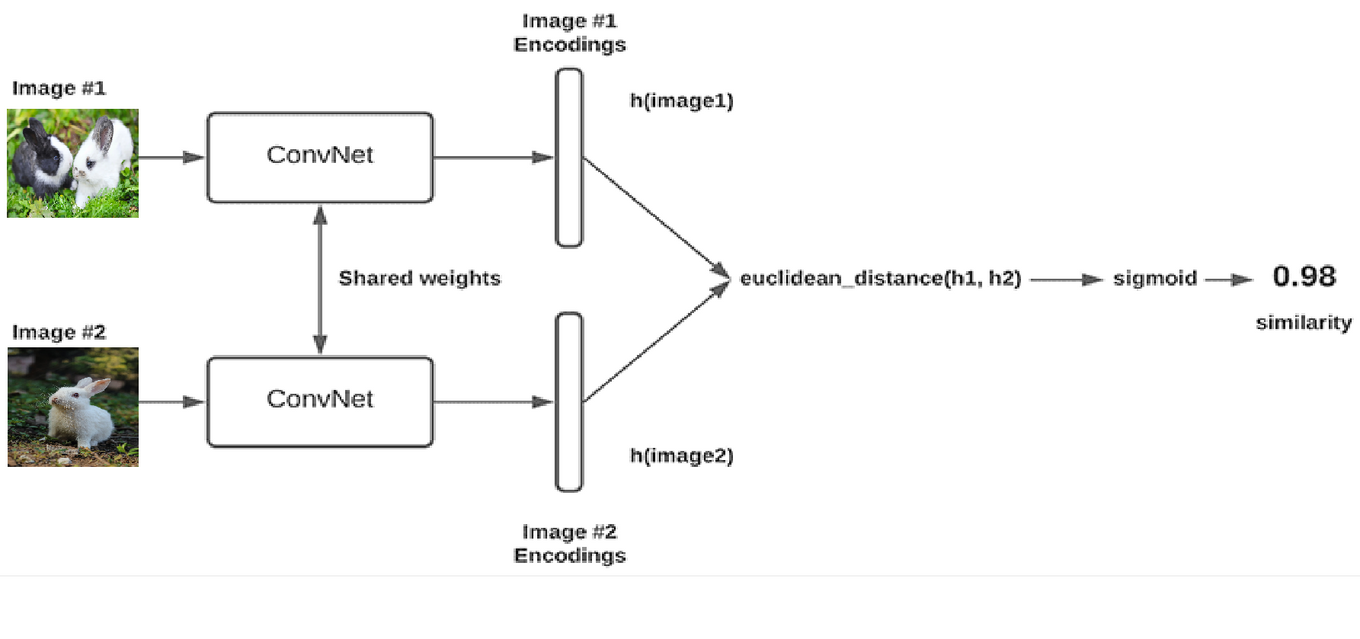 Image #1
Encodings
Image #1
h(image1)
ConvNet
Shared weights
euclidean_distance(h1, h2)
sigmoid
0.98
similarity
Image #2
ConvNet
h(image2)
Image #2
Encodings